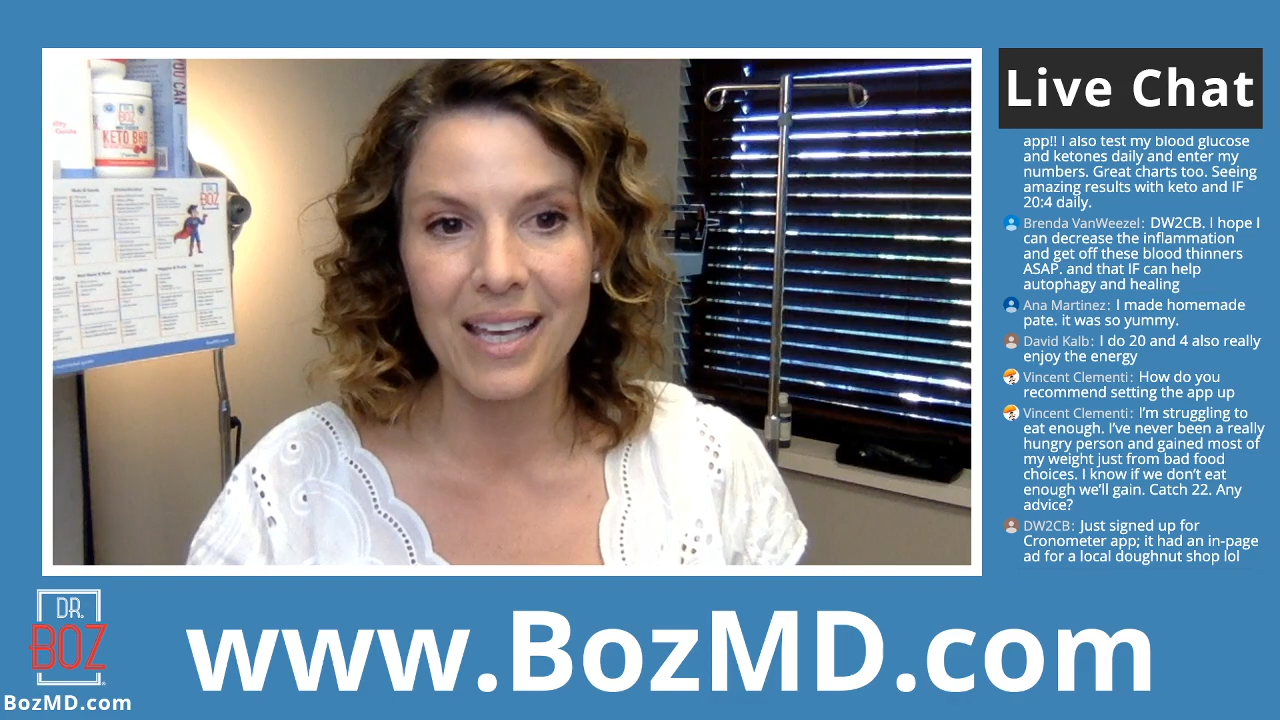 Live Chat
YOU CAN
DR.
BOZ
KETO
Guide
DR.
BOZ
app!! I also test my blood glucose
and ketones daily and enter my
numbers. Great charts too. Seeing
amazing results with keto and IF
20:4 daily.
Brenda VanWeezel: DW2CB. I hope I
can decrease the inflammation
and get off these blood thinners
ASAP. and that IF can help
autophagy and healing
Ana Martinez: I made homemade
pate. it was so yummy.
David Kalb: I do 20 and 4 also really
enjoy the energy
Vincent Clementi: How do you
recommend setting the app up
Vincent Clementi: I’m struggling to
eat enough. I’ve never been a really
hungry person and gained most of
my weight just from bad food
choices. I know if we don’t eat
enough we’ll gain. Catch 22. Any
advice?
DW2CB: Just signed up for
Cronometer app; it had an in-page
ad for a local doughnut shop lol
DR.
BOZ
BozMD.com
www.BozMD.com